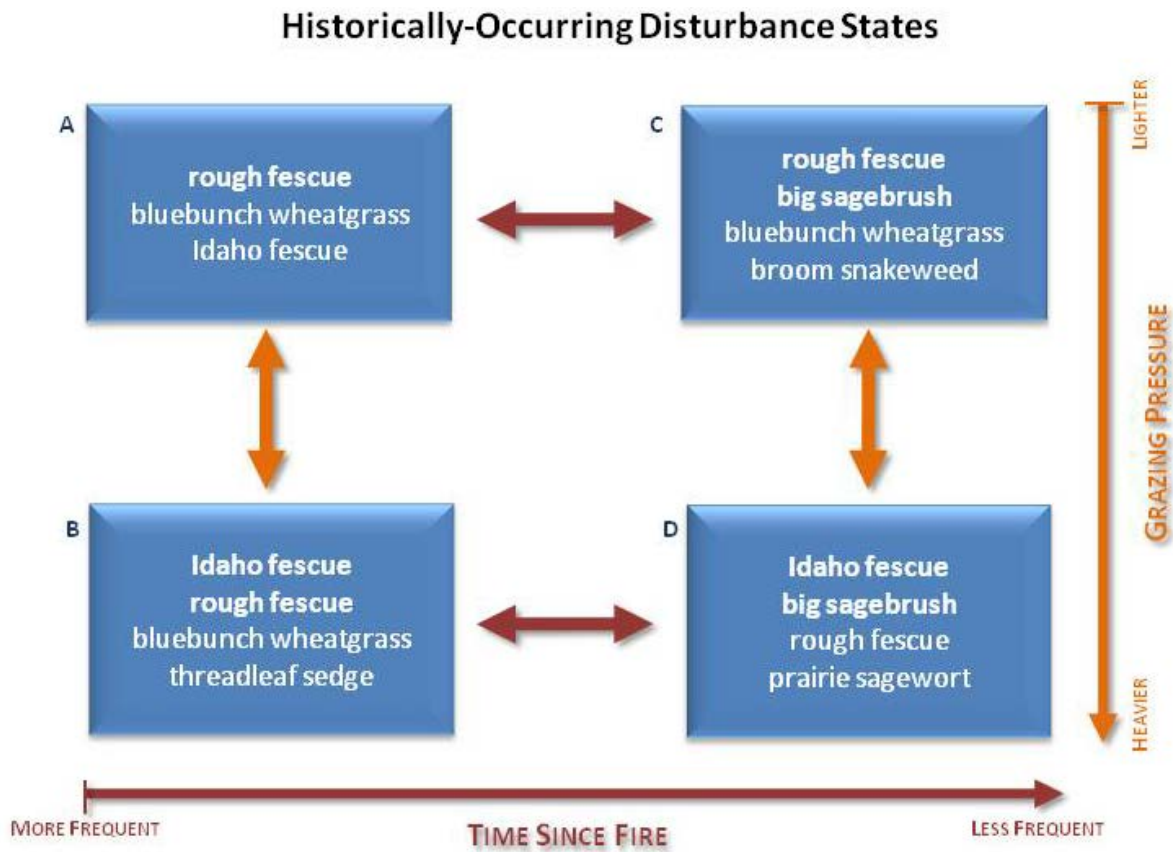 Historically-Occurring Disturbance States
A
rough fescue
bluebunch wheatgrass
Idaho fescue
C
rough fescue
big sagebrush
bluebunch wheatgrass
broom snakeweed
B
Idaho fescue
rough fescue
bluebunch wheatgrass
threadleaf sedge
D
Idaho fescue
big sagebrush
rough fescue
prairie sagewort
LIGHTER
GRAZING PRESSURE
HEAVIER
MORE FREQUENT
TIME SINCE FIRE
LESS FREQUENT